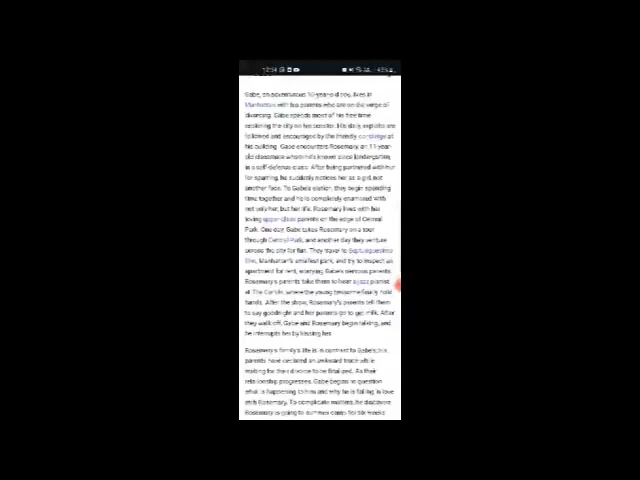 Gabe, an adventurous 10-year-old boy, lives in
Manhattan with his parents who are on the verge of
divorcing. Gabe spends most of his free time
exploring the city on his scooter. His daily exploits are
followed and encouraged by the friendly concierge at
his building. Gabe encounters Rosemary, an 11-year-
old classmate whom he's known since kindergarten,
in a self-defense class. After being partnered with her
for sparring, he suddenly notices her as a girl, not
another face. To Gabe's elation, they begin spending
time together and he is completely enamored with
not only her, but her life. Rosemary lives with her
loving upper-class parents on the edge of Central
Park. One day, Gabe takes Rosemary on a tour
through Central Park, and another day they venture
across the city for fun. They travel to Septuagesimo
Uno, Manhattan's smallest park, and try to inspect an
apartment for rent, worrying Gabe's nervous parents.
Rosemary's parents take them to hear a jazz pianist
at The Carlyle, where the young tweens finally hold
hands. After the show, Rosemary's parents tell them
to say goodnight and her parents go to get milk. After
they walk off, Gabe and Rosemary begin talking, and
he interrupts her by kissing her.
Rosemary's family's life is in contrast to Gabe's; his
parents have declared an awkward truce while
waiting for their divorce to be finalized. As their
relationship progresses, Gabe begins to question
what is happening to him and why he is falling in love
with Rosemary. To complicate matters, he discovers
Rosemary is going to summer camp for six weeks